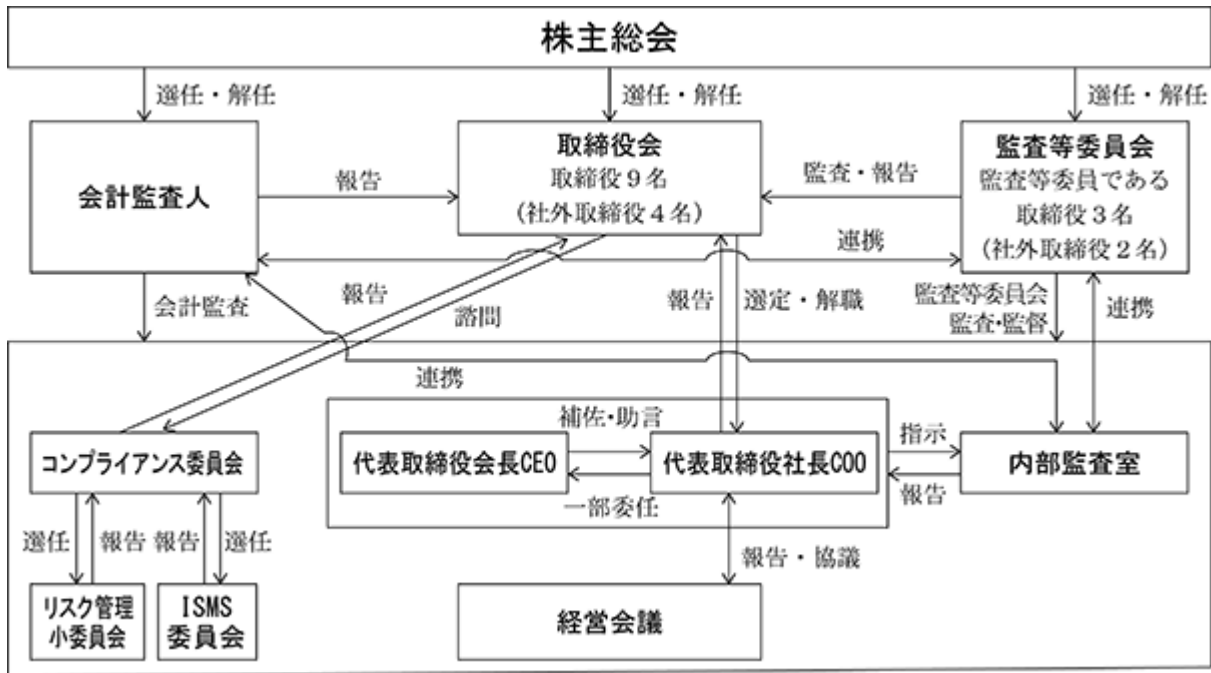 株主総会
選任・解任
選任・解任
選任・解任
会計監査人
報告
取締役会
取締役9名
(社外取締役4名)
監査・報告
監査等委員会
監査等委員である
取締役3名
(社外取締役2名)
連携
会計監査
報告
諮問
報告
選定・解職
監査等委員会
監査・監督
連携
連携
コンプライアンス委員会
補佐・助言
代表取締役会長CEO
代表取締役社長COO
一部委任
指示
報告
内部監査室
選任
報告
報告
選任
報告・協議
リスク管理
小委員会
ISMS
委員会
経営会議